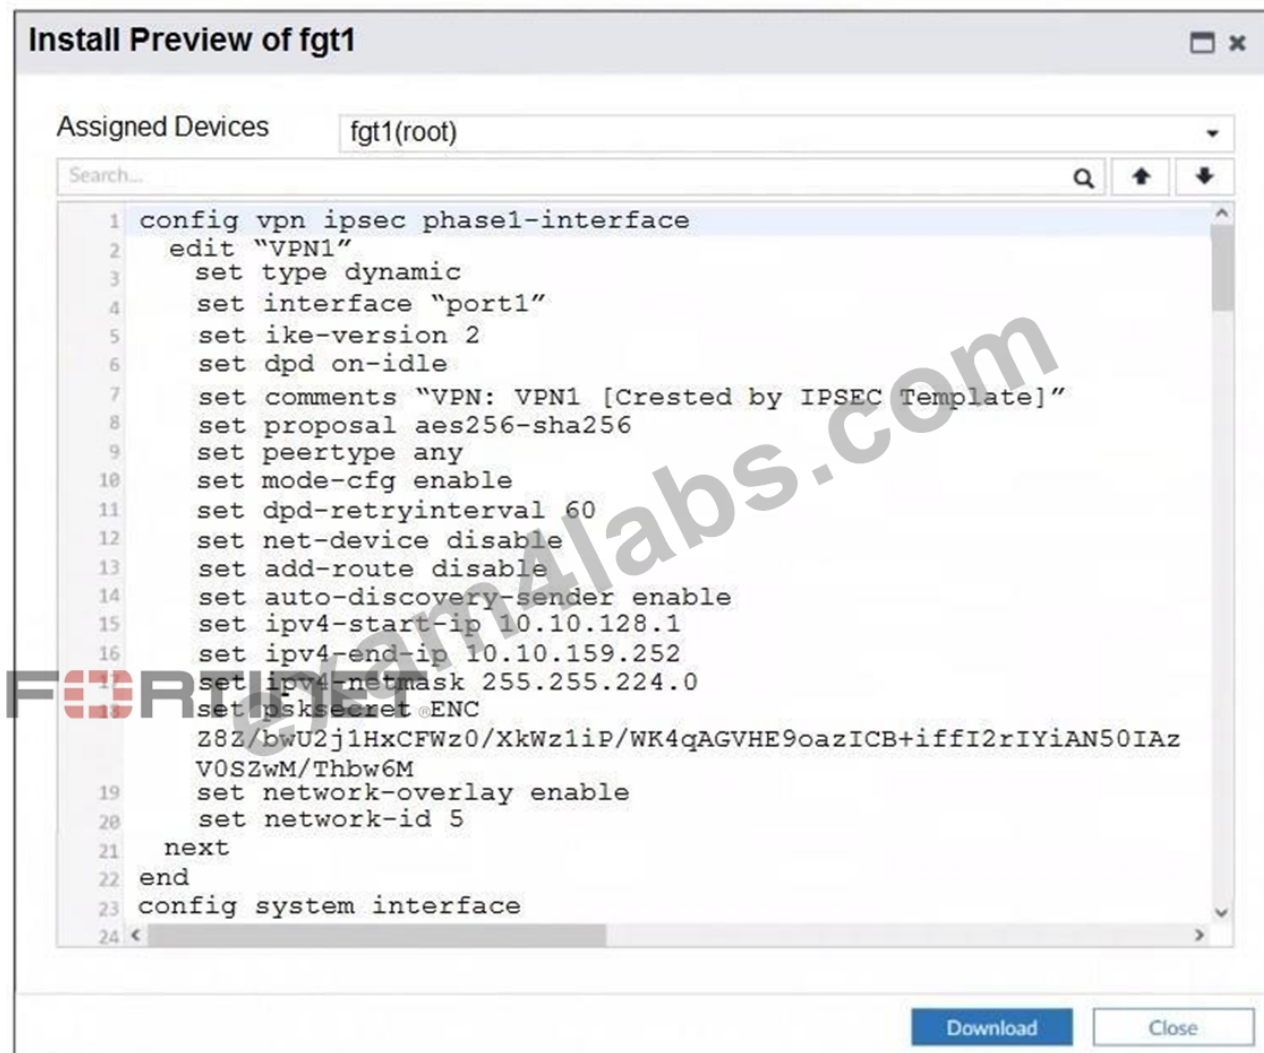 Install Preview of fgt1
Assigned Devices
fgt1(root)
Search...
1 config vpn ipsec phase1-interface
2 edit “VPN1”
3 set type dynamic
4 set interface “port1”
5 set ike-version 2
6 set dpd on-idle
7 set comments “VPN: VPN1 [Crested by IPSEC Template]”
8 set proposal aes256-sha256
9 set peertype any
10 set mode-cfg enable
11 set dpd-retryinterval 60
12 set net-device disable
13 set add-route disable
14 set auto-discovery-sender enable
15 set ipv4-start-ip 10.10.128.1
16 set ipv4-end-ip 10.10.159.252
17 set ipv4-netmask 255.255.224.0
18 set psksecret ENC
Z8Z/bwU2j1HxCFWz0/XkWz1iP/WK4qAGVHE9oazICB+iffI2rIYiAN50IAz
V0SZwM/Thbw6M
19 set network-overlay enable
20 set network-id 5
21 next
22 end
23 config system interface
24
FORTINET®
exam4labs.com
Download
Close